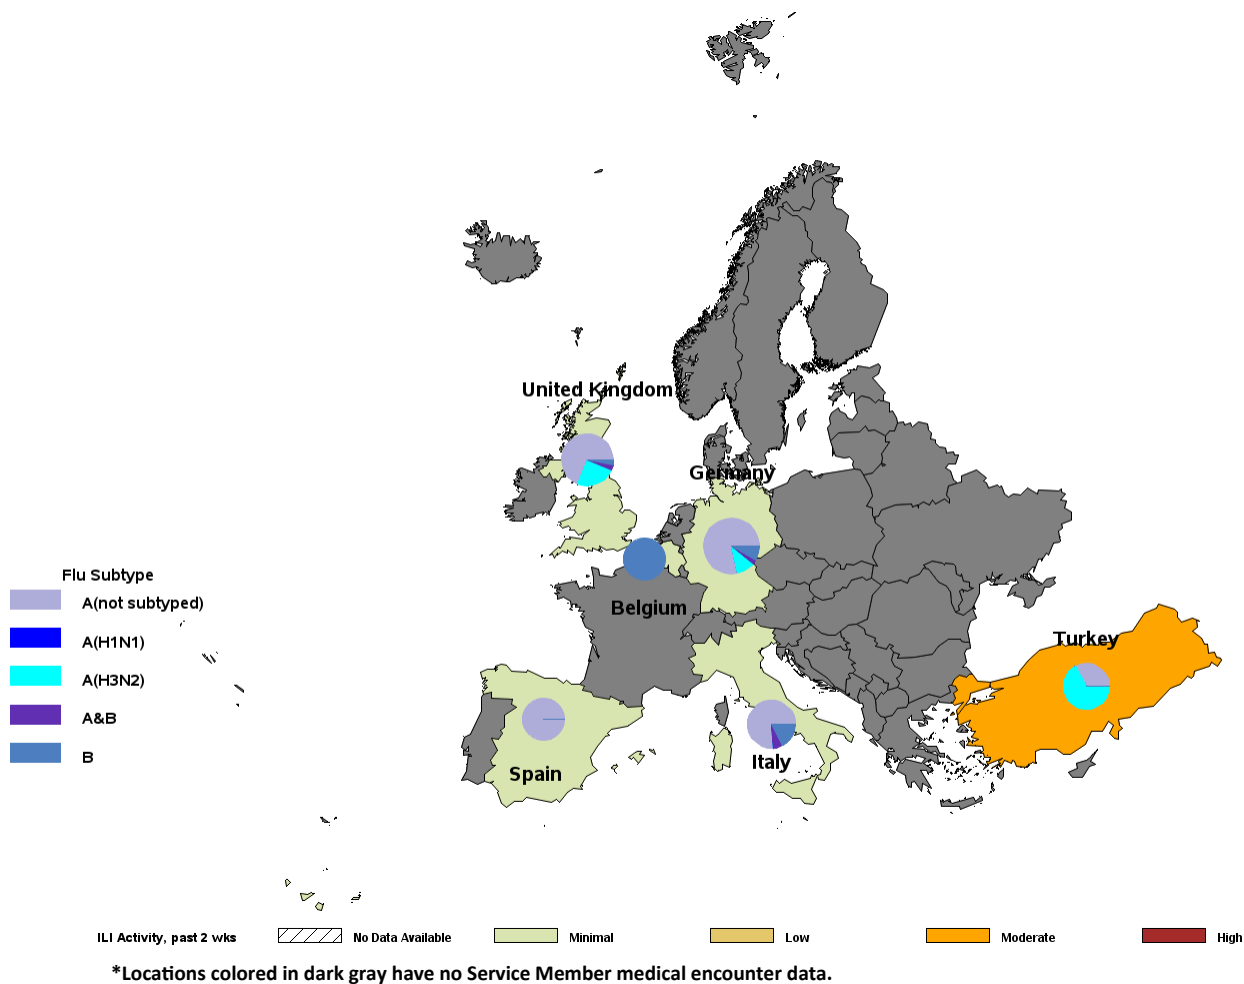 United Kingdom
Germany
Flu Subtype
A(not subtyped)
Belgium
A(H1N1)
Turkey
A(H3N2)
A&B
B
Spain
Italy
ILI Activity, past 2 wks No Data Available Minimal Low Moderate High
*Locations colored in dark gray have no Service Member medical encounter data.